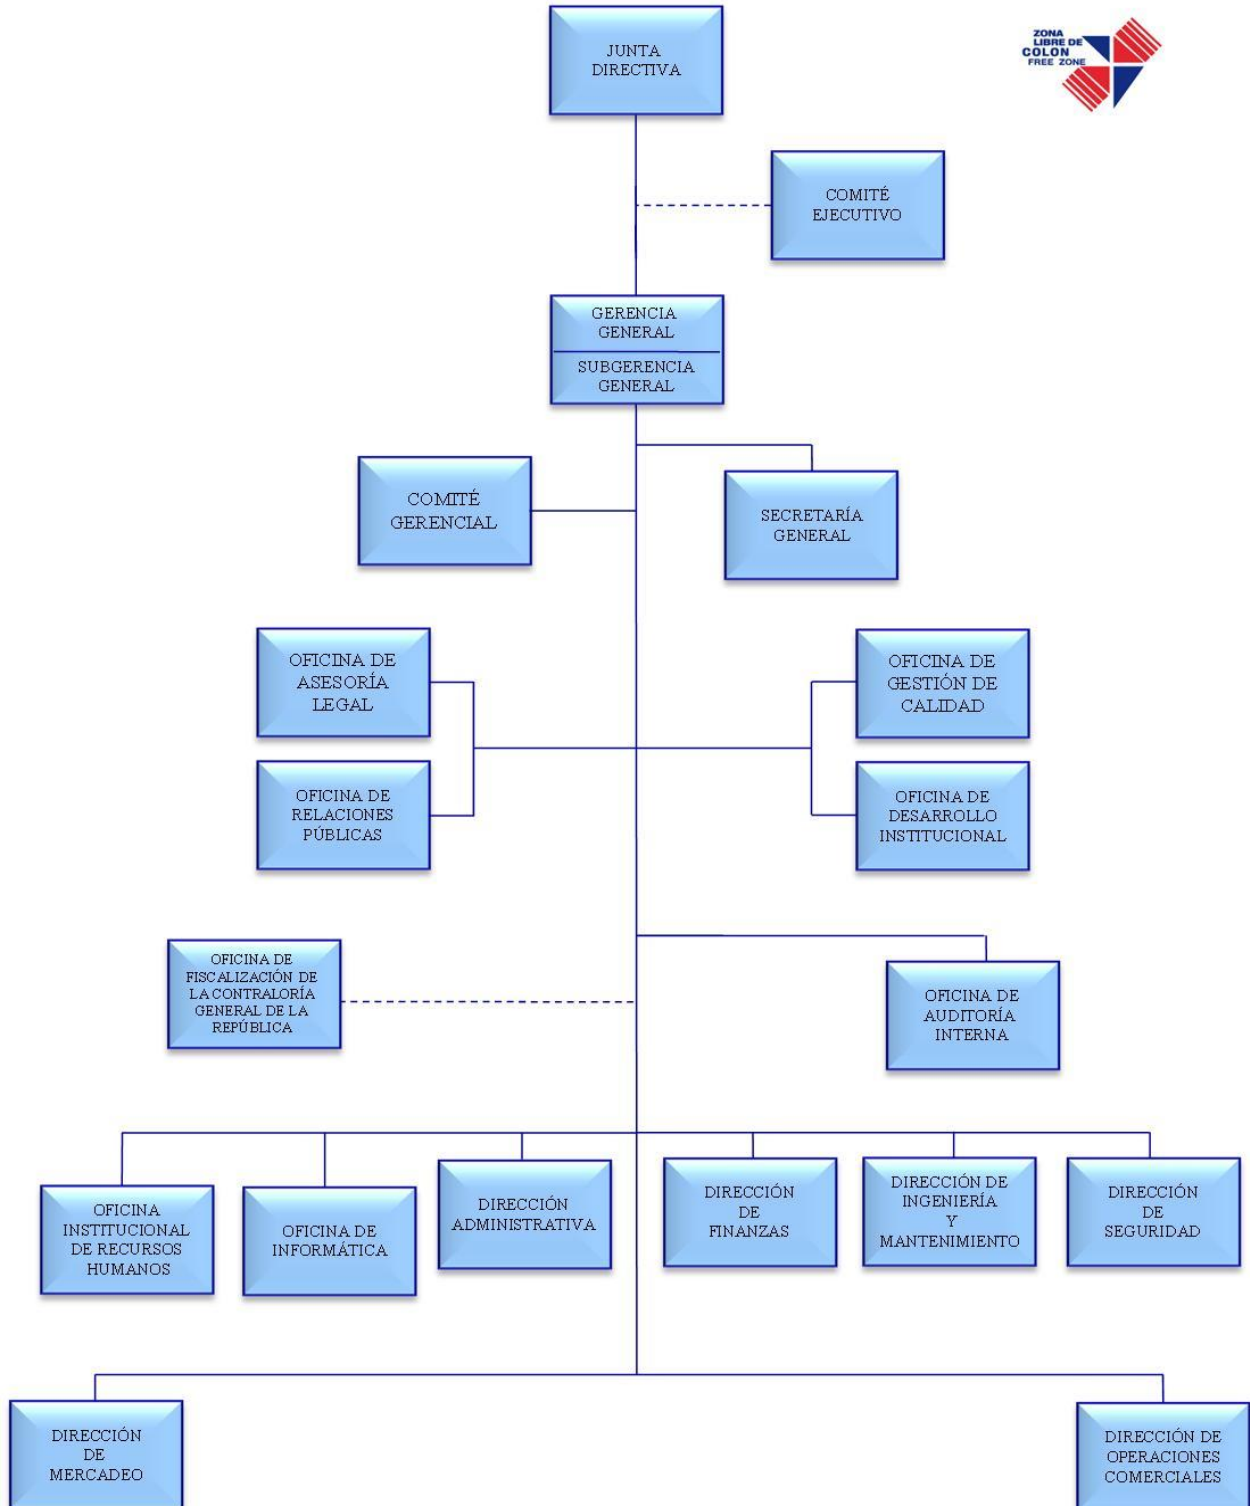 JUNTA
DIRECTIVA
ZONA
LIBRE DE
COLON
FREE ZONE
COMITÉ
EJECUTIVO
GERENCIA
GENERAL
SUBGERENCIA
GENERAL
COMITÉ
GERENCIAL
SECRETARÍA
GENERAL
OFICINA DE
ASESORÍA
LEGAL
OFICINA DE
GESTIÓN DE
CALIDAD
OFICINA DE
RELACIONES
PÚBLICAS
OFICINA DE
DESARROLLO
INSTITUCIONAL
OFICINA DE
FISCALIZACIÓN DE
LA CONTRALORÍA
GENERAL DE LA
REPÚBLICA
OFICINA DE
AUDITORÍA
INTERNA
OFICINA
INSTITUCIONAL
DE RECURSOS
HUMANOS
OFICINA DE
INFORMÁTICA
DIRECCIÓN
ADMINISTRATIVA
DIRECCIÓN
DE
FINANZAS
DIRECCIÓN DE
INGENIERÍA
Y
MANTENIMIENTO
DIRECCIÓN
DE
SEGURIDAD
DIRECCIÓN
DE
MERCADEO
DIRECCIÓN DE
OPERACIONES
COMERCIALES